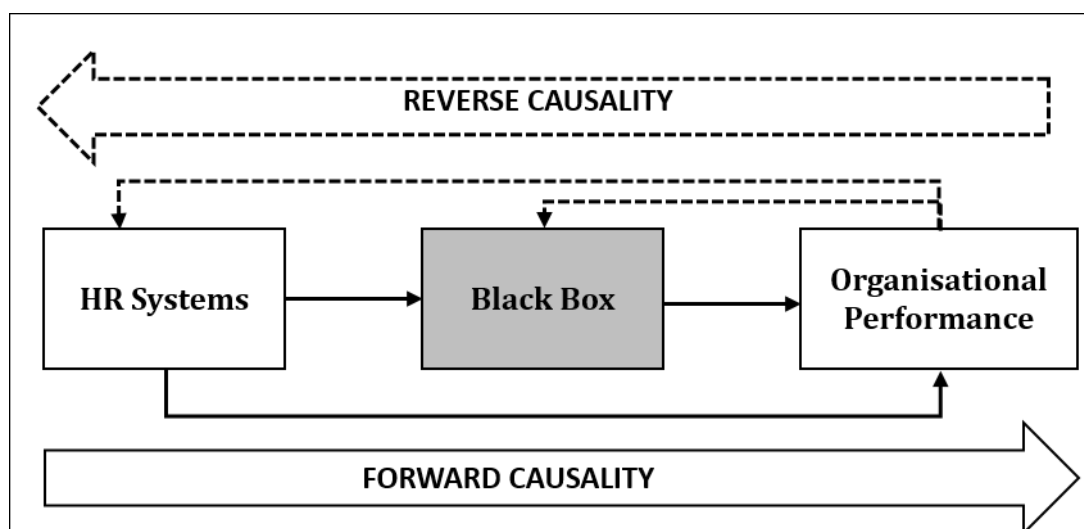 REVERSE CAUSALITY
HR Systems
Black Box
Organisational
Performance
FORWARD CAUSALITY